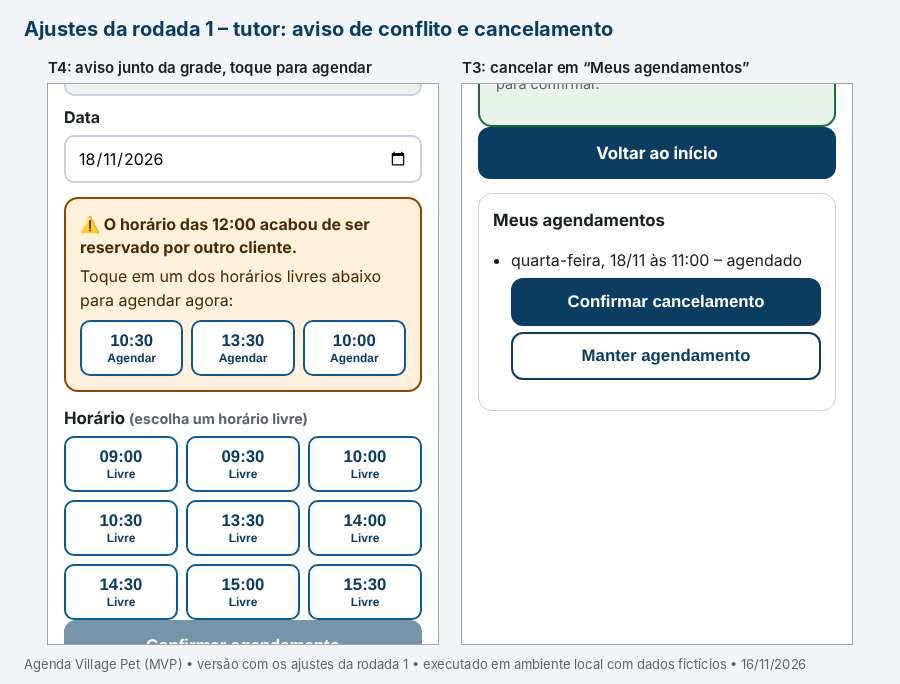 Ajustes da rodada 1 – tutor: aviso de conflito e cancelamento
T4: aviso junto da grade, toque para agendar
Data
18/11/2026
⚠️ O horário das 12:00 acabou de ser
reservado por outro cliente.
Toque em um dos horários livres abaixo
para agendar agora:
10:30 13:30 10:00
Agendar Agendar Agendar
Horário (escolha um horário livre)
09:00 09:30 10:00
Livre Livre Livre
10:30 13:30 14:00
Livre Livre Livre
14:30 15:00 15:30
Livre Livre Livre
Confirmar agendamento
T3: cancelar em “Meus agendamentos”
para confirmar.
Voltar ao início
Meus agendamentos
• quarta-feira, 18/11 às 11:00 – agendado
Confirmar cancelamento
Manter agendamento
Agenda Village Pet (MVP) • versão com os ajustes da rodada 1 • executado em ambiente local com dados fictícios • 16/11/2026